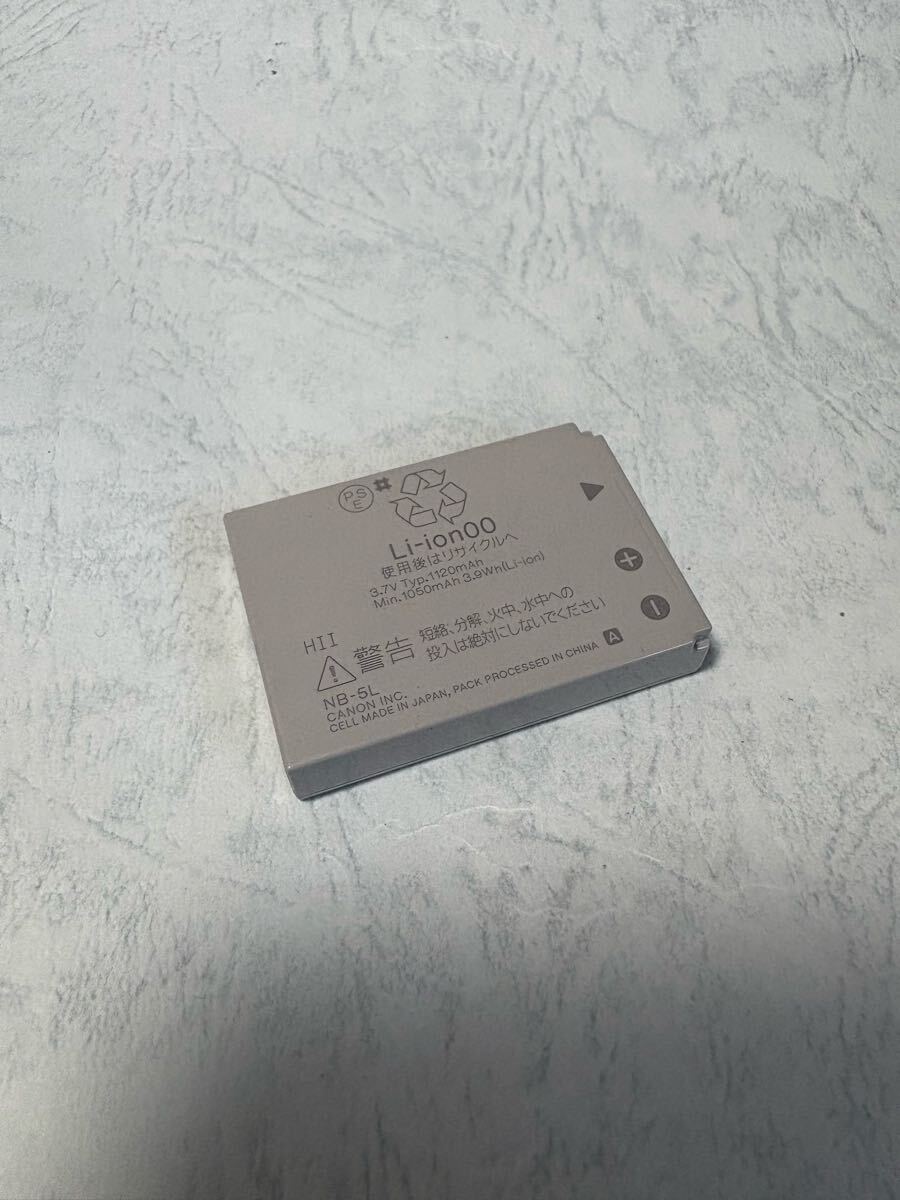 PSE
Li-ion00
使用後はリサイクルへ
3.7V Typ.1120mAh
Min.1050mAh 3.9Wh(Li-ion)
HII
警告 短絡、分解、火中、水中への
投入は絶対にしないでください
NB-5L
CANON INC.
CELL MADE IN JAPAN, PACK PROCESSED IN CHINA A